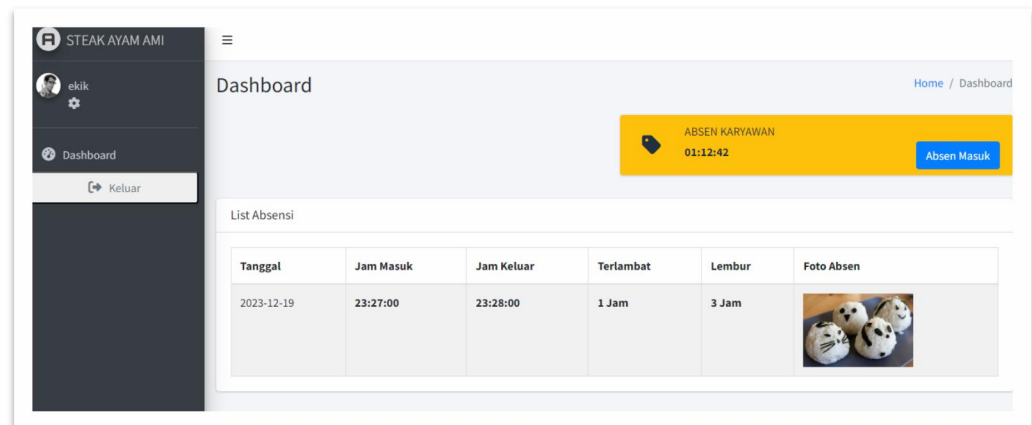 STEAK AYAM AMI
ekik
Dashboard
Keluar
Dashboard
Home / Dashboard
ABSEN KARYAWAN
01:12:42
Absen Masuk
List Absensi
Tanggal Jam Masuk Jam Keluar Terlambat Lembur Foto Absen
2023-12-19 23:27:00 23:28:00 1 Jam 3 Jam